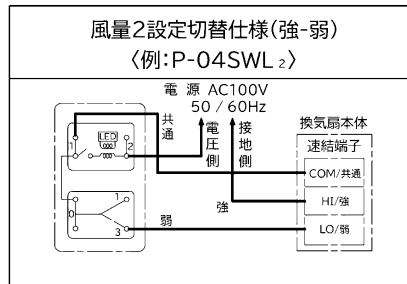 風量2設定切替仕様(強-弱)
〈例:P-04SWL2〉
電 源 AC100V
50 / 60Hz
共通
電圧側
接地側
換気扇本体
速結端子
LED
1
2
COM/共通
HI/強
強
1
0
3
弱
LO/弱